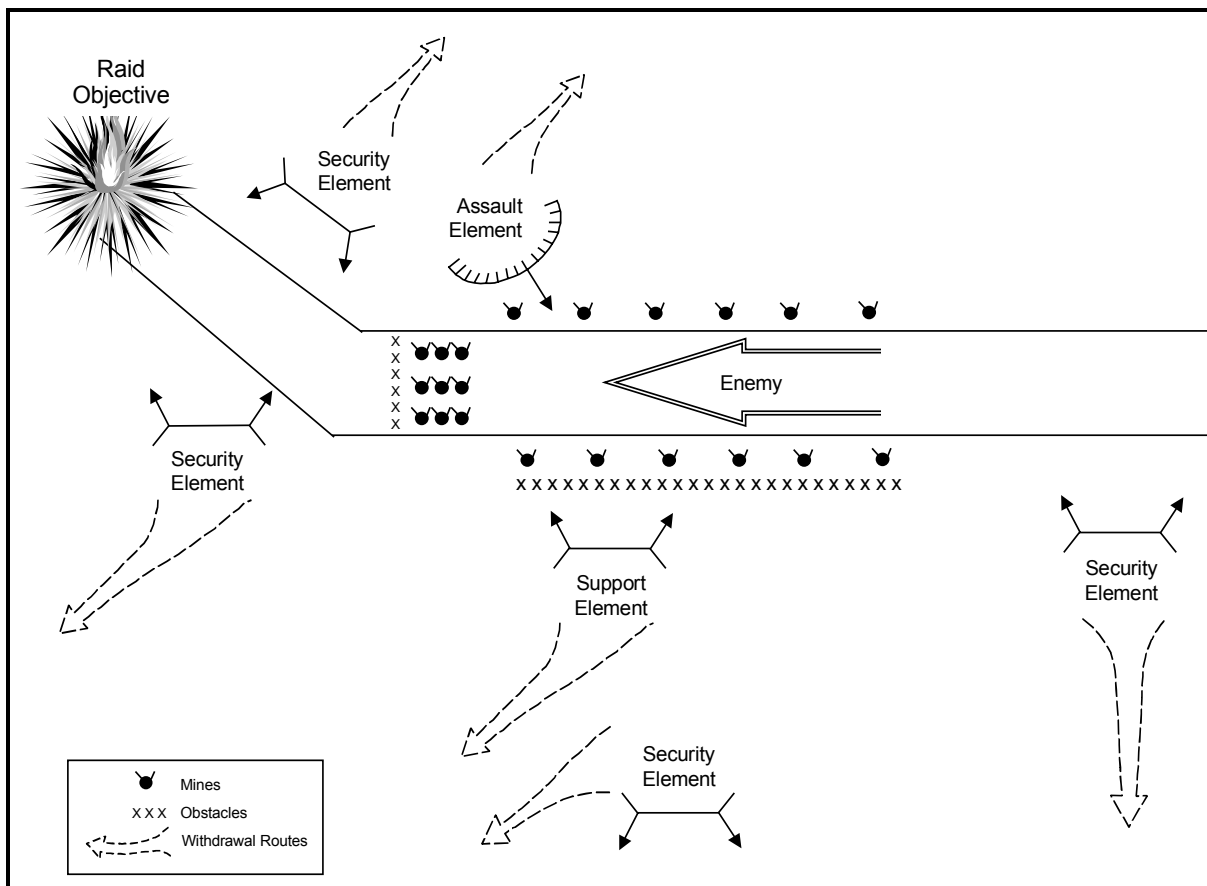 Raid
Objective
Security
Element
Assault
Element
x
x
x
x
x
x
Enemy
Security
Element
x x x x x x x x x x x x x x x x x x x x x x x x
Support
Element
Security
Element
Security
Element
Mines
x x x Obstacles
Withdrawal Routes